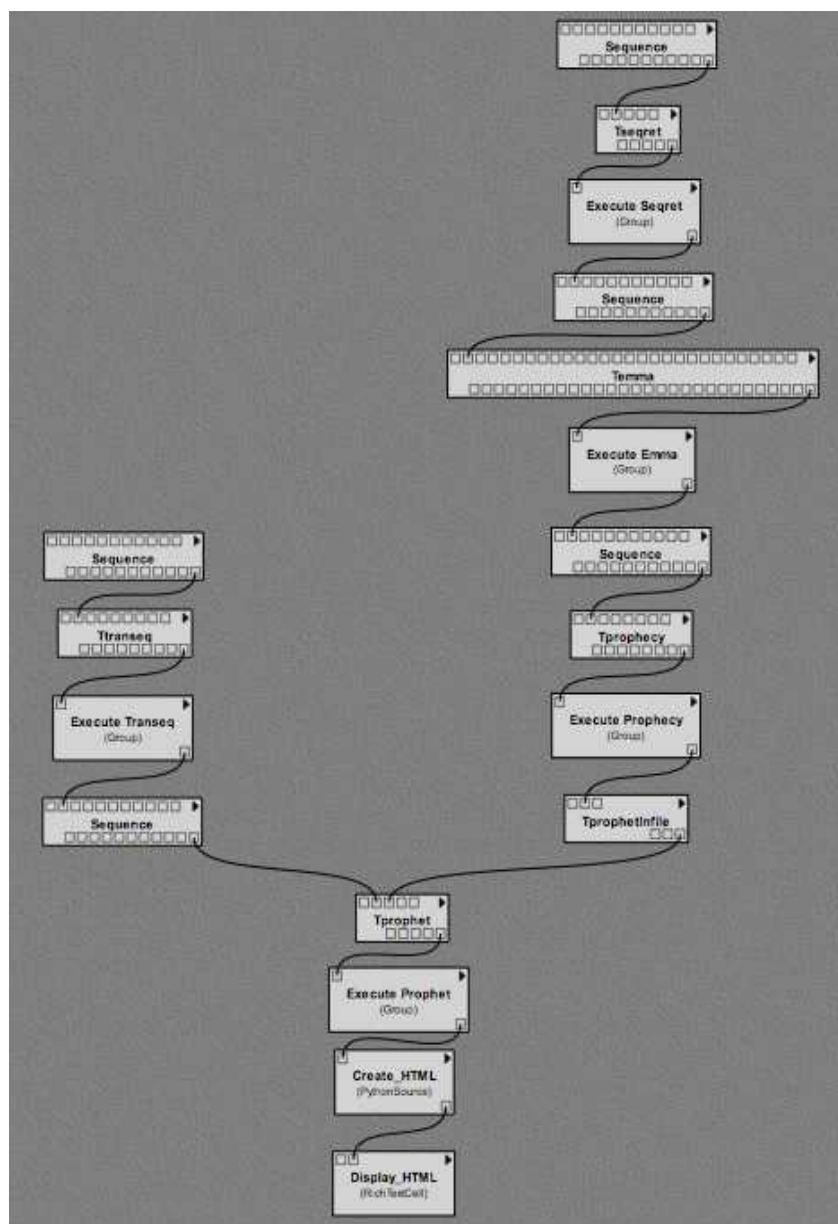 Sequence
Tseqret
Execute Seqret
(Group)
Sequence
Temma
Execute Emma
(Group)
Sequence
Tprophecy
Execute Prophecy
(Group)
TprophetInfile
Sequence
Ttranseq
Execute Transeq
(Group)
Sequence
Tprophet
Execute Prophet
(Group)
Create_HTML
(PythonSource)
Display_HTML
(RichTextCell)